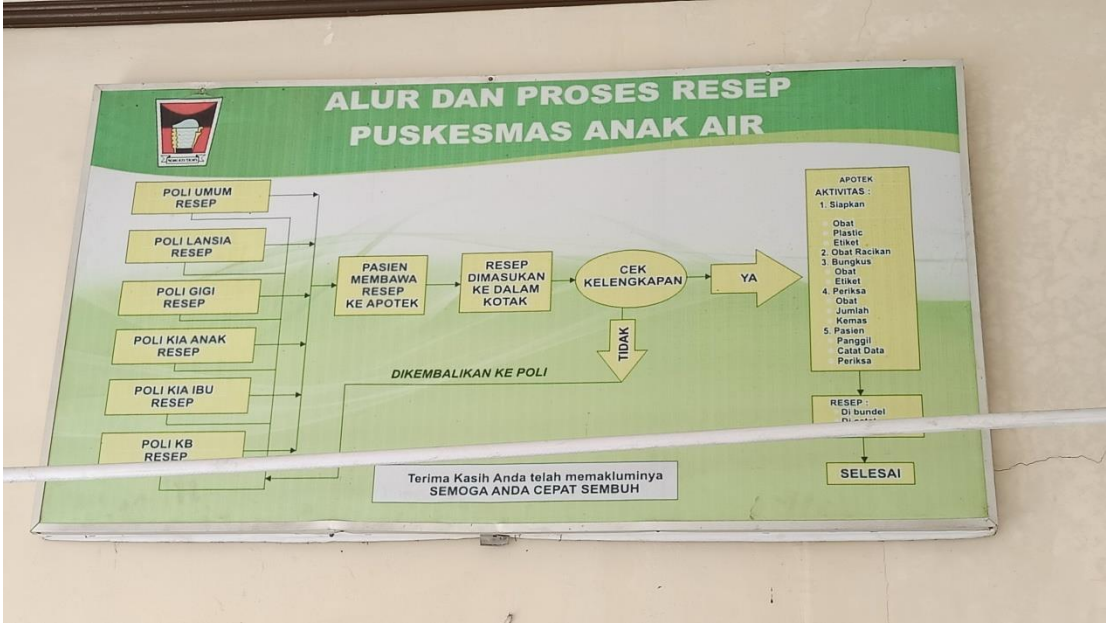 ALUR DAN PROSES RESEP
PUSKESMAS ANAK AIR
POLI UMUM
RESEP
POLI LANSIA
RESEP
POLI GIGI
RESEP
POLI KIA ANAK
RESEP
POLI KIA IBU
RESEP
POLI KB
RESEP
PASIEN
MEMBAWA
RESEP
KE APOTEK
RESEP
DIMASUKAN
KE DALAM
KOTAK
CEK
KELENGKAPAN
YA
TIDAK
DIKEMBALIKAN KE POLI
APOTEK
AKTIVITAS :
1. Siapkan
Obat
Plastic
Etiket
2. Obat Racikan
3. Bungkus
Obat
Etiket
4. Periksa
Obat
Jumlah
Kemas
5. Pasien
Panggil
Catat Data
Periksa
RESEP :
Di bundel
Di
SELESAI
Terima Kasih Anda telah memakluminya
SEMOGA ANDA CEPAT SEMBUH